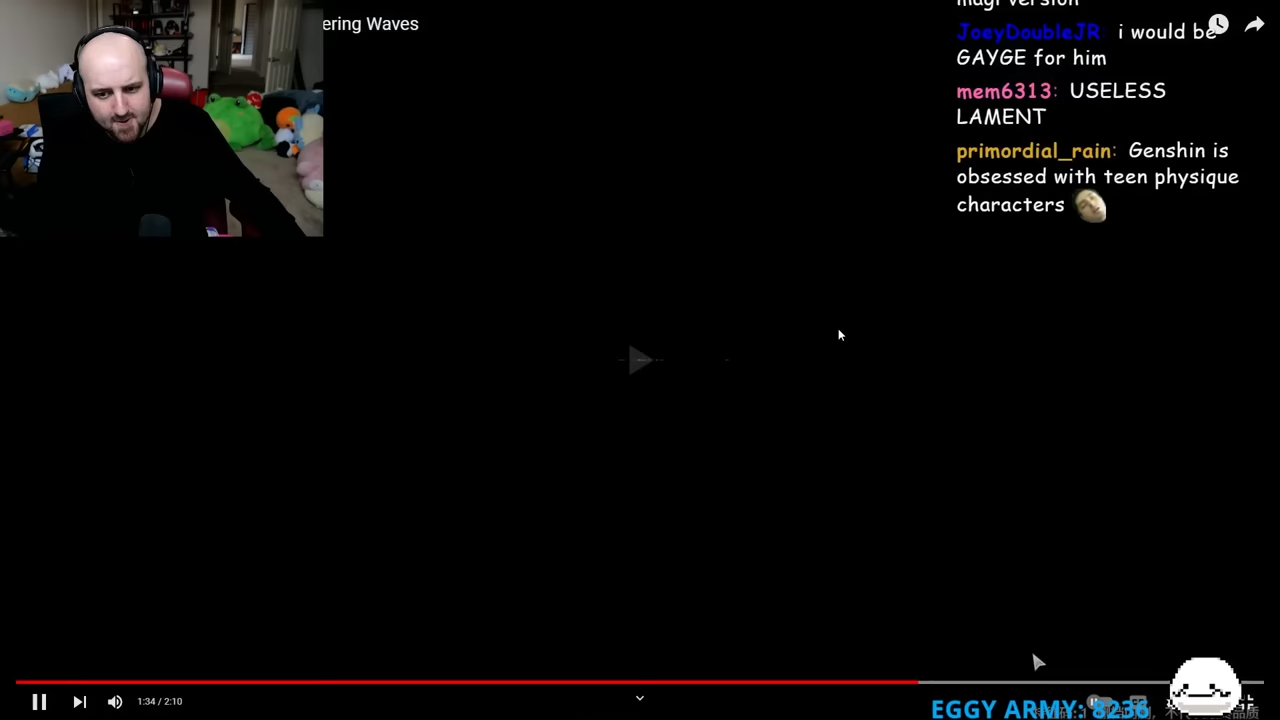 ering Waves
JoeyDoubleJR i would be
GAYGE for him
mem6313: USELESS
LAMENT
primordial_rain: Genshin is
obsessed with teen physique
characters
1:34 / 2:10
EGGY ARMY: 8236